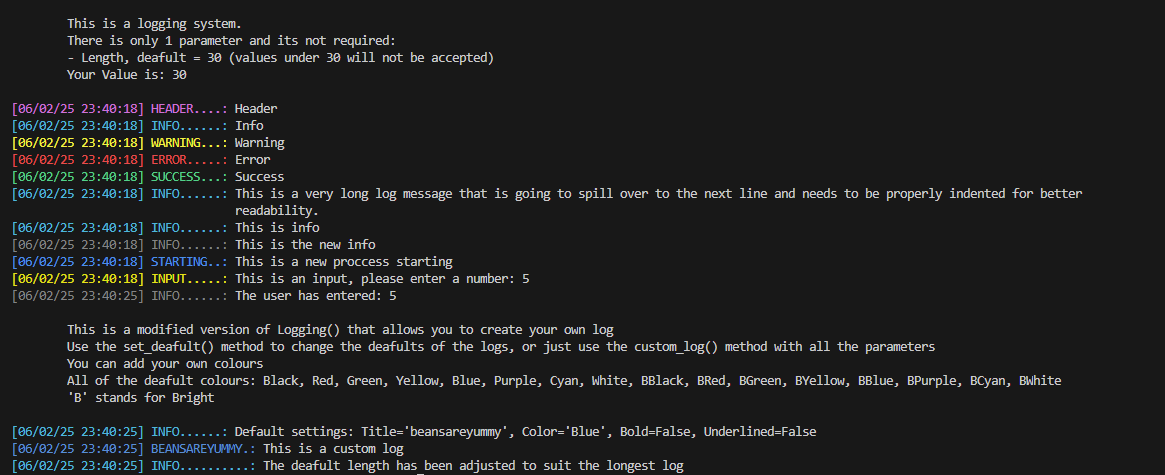 This is a logging system.
There is only 1 parameter and its not required:
- Length, deafult = 30 (values under 30 will not be accepted)
Your Value is: 30
[06/02/25 23:40:18] HEADER....: Header
[06/02/25 23:40:18] INFO......: Info
[06/02/25 23:40:18] WARNING...: Warning
[06/02/25 23:40:18] ERROR.....: Error
[06/02/25 23:40:18] SUCCESS...: Success
[06/02/25 23:40:18] INFO......: This is a very long log message that is going to spill over to the next line and needs to be properly indented for better
readability.
[06/02/25 23:40:18] INFO......: This is info
[06/02/25 23:40:18] INFO......: This is the new info
[06/02/25 23:40:18] STARTING..: This is a new proccess starting
[06/02/25 23:40:18] INPUT.....: This is an input, please enter a number: 5
[06/02/25 23:40:25] INFO......: The user has entered: 5
This is a modified version of Logging() that allows you to create your own log
Use the set_deafult() method to change the deafults of the logs, or just use the custom_log() method with all the parameters
You can add your own colours
All of the deafult colours: Black, Red, Green, Yellow, Blue, Purple, Cyan, White, BBlack, BRed, BGreen, BYellow, BBlue, BPurple, BCyan, BWhite
'B' stands for Bright
[06/02/25 23:40:25] INFO......: Default settings: Title='beansareyummy', Color='Blue', Bold=False, Underlined=False
[06/02/25 23:40:25] BEANSAREYUMMY.: This is a custom log
[06/02/25 23:40:25] INFO..........: The deafult length has_been adjusted to suit the longest log